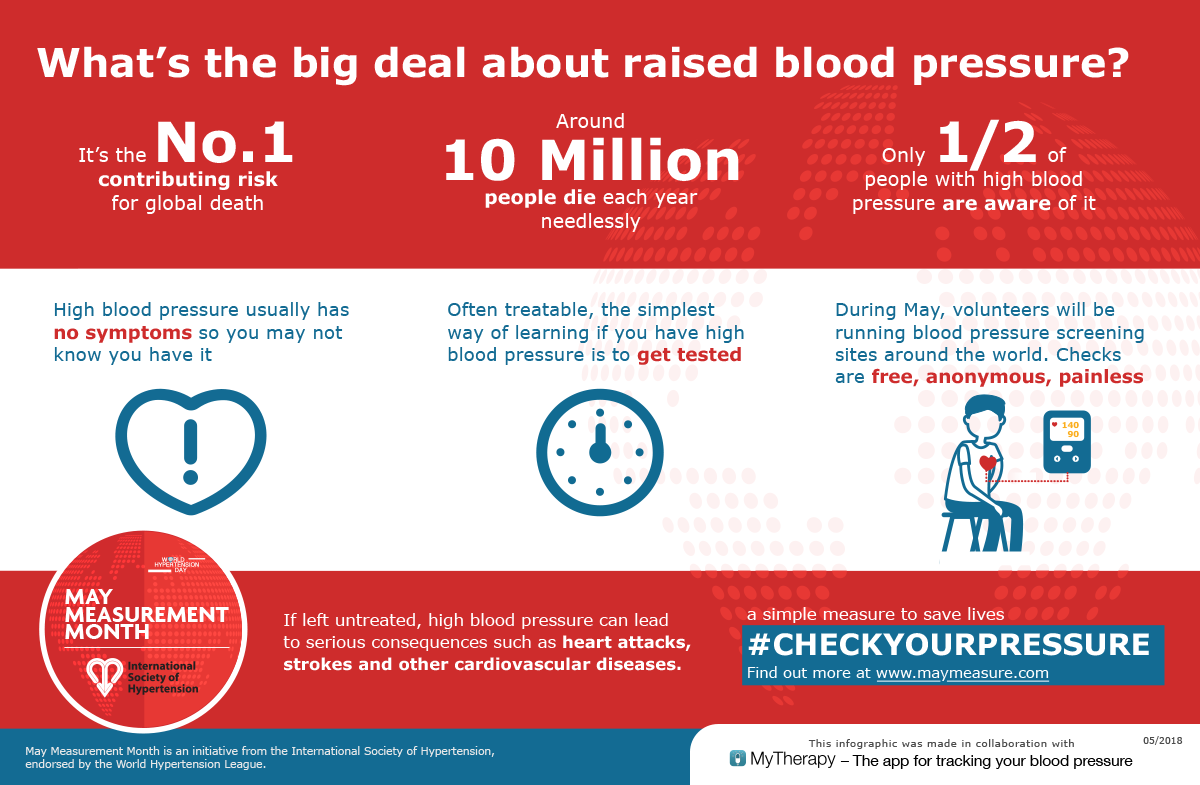 What’s the big deal about raised blood pressure?
It’s the No.1
contributing risk
for global death
Around
10 Million
people die each year
needlessly
Only 1/2 of
people with high blood
pressure are aware of it
High blood pressure usually has
no symptoms so you may not
know you have it
Often treatable, the simplest
way of learning if you have high
blood pressure is to get tested
During May, volunteers will be
running blood pressure screening
sites around the world. Checks
are free, anonymous, painless
140
90
WORLD
HYPERTENSION
DAY
MAY
MEASUREMENT
MONTH
International
Society of
Hypertension
If left untreated, high blood pressure can lead
to serious consequences such as heart attacks,
strokes and other cardiovascular diseases.
a simple measure to save lives
#CHECKYOURPRESSURE
Find out more at www.maymeasure.com
May Measurement Month is an initiative from the International Society of Hypertension,
endorsed by the World Hypertension League.
This infographic was made in collaboration with
05/2018
MyTherapy – The app for tracking your blood pressure